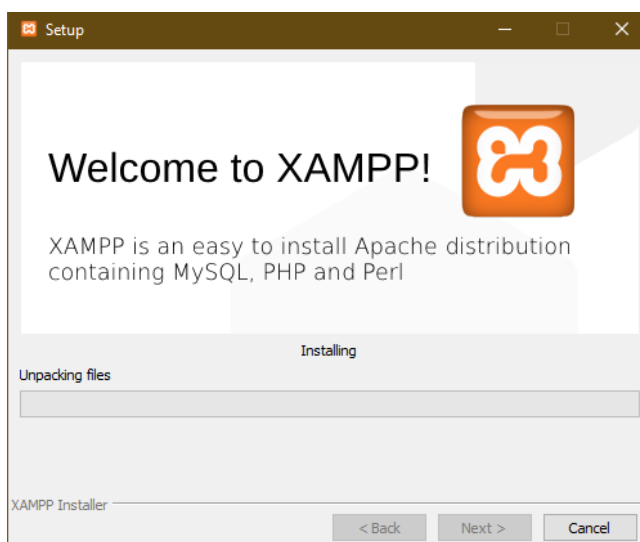 Setup
Welcome to XAMPP!
XAMPP is an easy to install Apache distribution
containing MySQL, PHP and Perl
Installing
Unpacking files
XAMPP Installer
< Back
Next >
Cancel